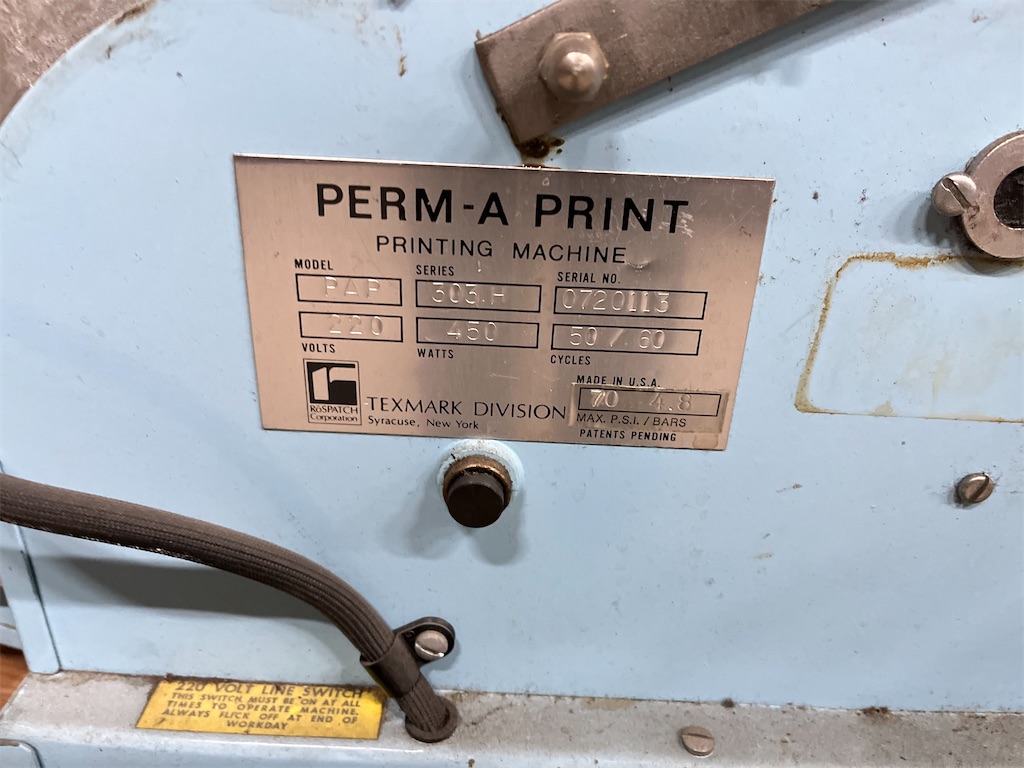 PERM-A PRINT
PRINTING MACHINE
MODEL SERIES SERIAL NO.
PAP 303.H 0720113
220 450 50 / 60
VOLTS WATTS CYCLES
MADE IN U.S.A.
70 4.8
MAX. P.S.I. / BARS
PATENTS PENDING
RōSPATCH
Corporation
TEXMARK DIVISION
Syracuse, New York
220 VOLT LINE SWITCH
THIS SWITCH MUST BE ON AT ALL
TIMES TO OPERATE MACHINE.
ALWAYS FLICK OFF AT END OF
WORKDAY